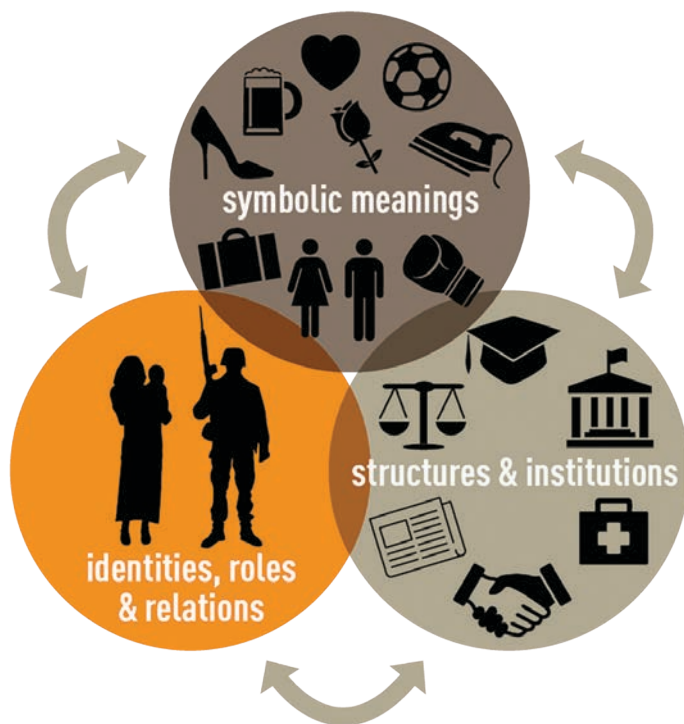 symbolic meanings
structures & institutions
identities, roles
& relations